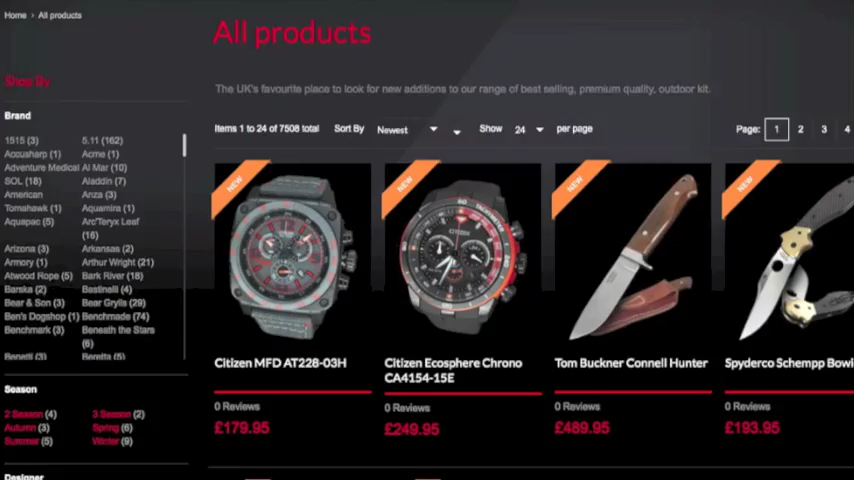 Home › All products
All products
Shop By
The UK's favourite place to look for new additions to our range of best selling, premium quality, outdoor kit.
Brand
Items 1 to 24 of 7508 total Sort By Newest Show 24 per page Page: 1 2 3 4
1515 (3) 5.11 (162)
Accusharp (1) Acme (1)
Adventure Medical Al Mar (10)
SOL (18) Aladdin (7)
American Anza (3)
Tomahawk (1) Aquamira (1)
Aquapac (5) Arc'Teryx Leaf
(16)
Arizona (3) Arkansas (2)
Armory (1) Arthur Wright (21)
Atwood Rope (5) Bark River (18)
Barska (2) Bastinelli (4)
Bear & Son (3) Bear Grylls (29)
Ben's Dogshop (1) Benchmade (74)
Benchmark (3) Beneath the Stars
(6)
Benetti (3) Beretta (5)
NEW
NEW
NEW
NEW
CITIZEN
Citizen MFD AT228-03H
Citizen Ecosphere Chrono
CA4154-15E
Tom Buckner Connell Hunter
Spyderco Schempp Bowi
0 Reviews
0 Reviews
0 Reviews
0 Reviews
£179.95
£249.95
£489.95
£193.95
Season
2 Season (4) 3 Season (2)
Autumn (3) Spring (6)
Summer (5) Winter (9)
Designer